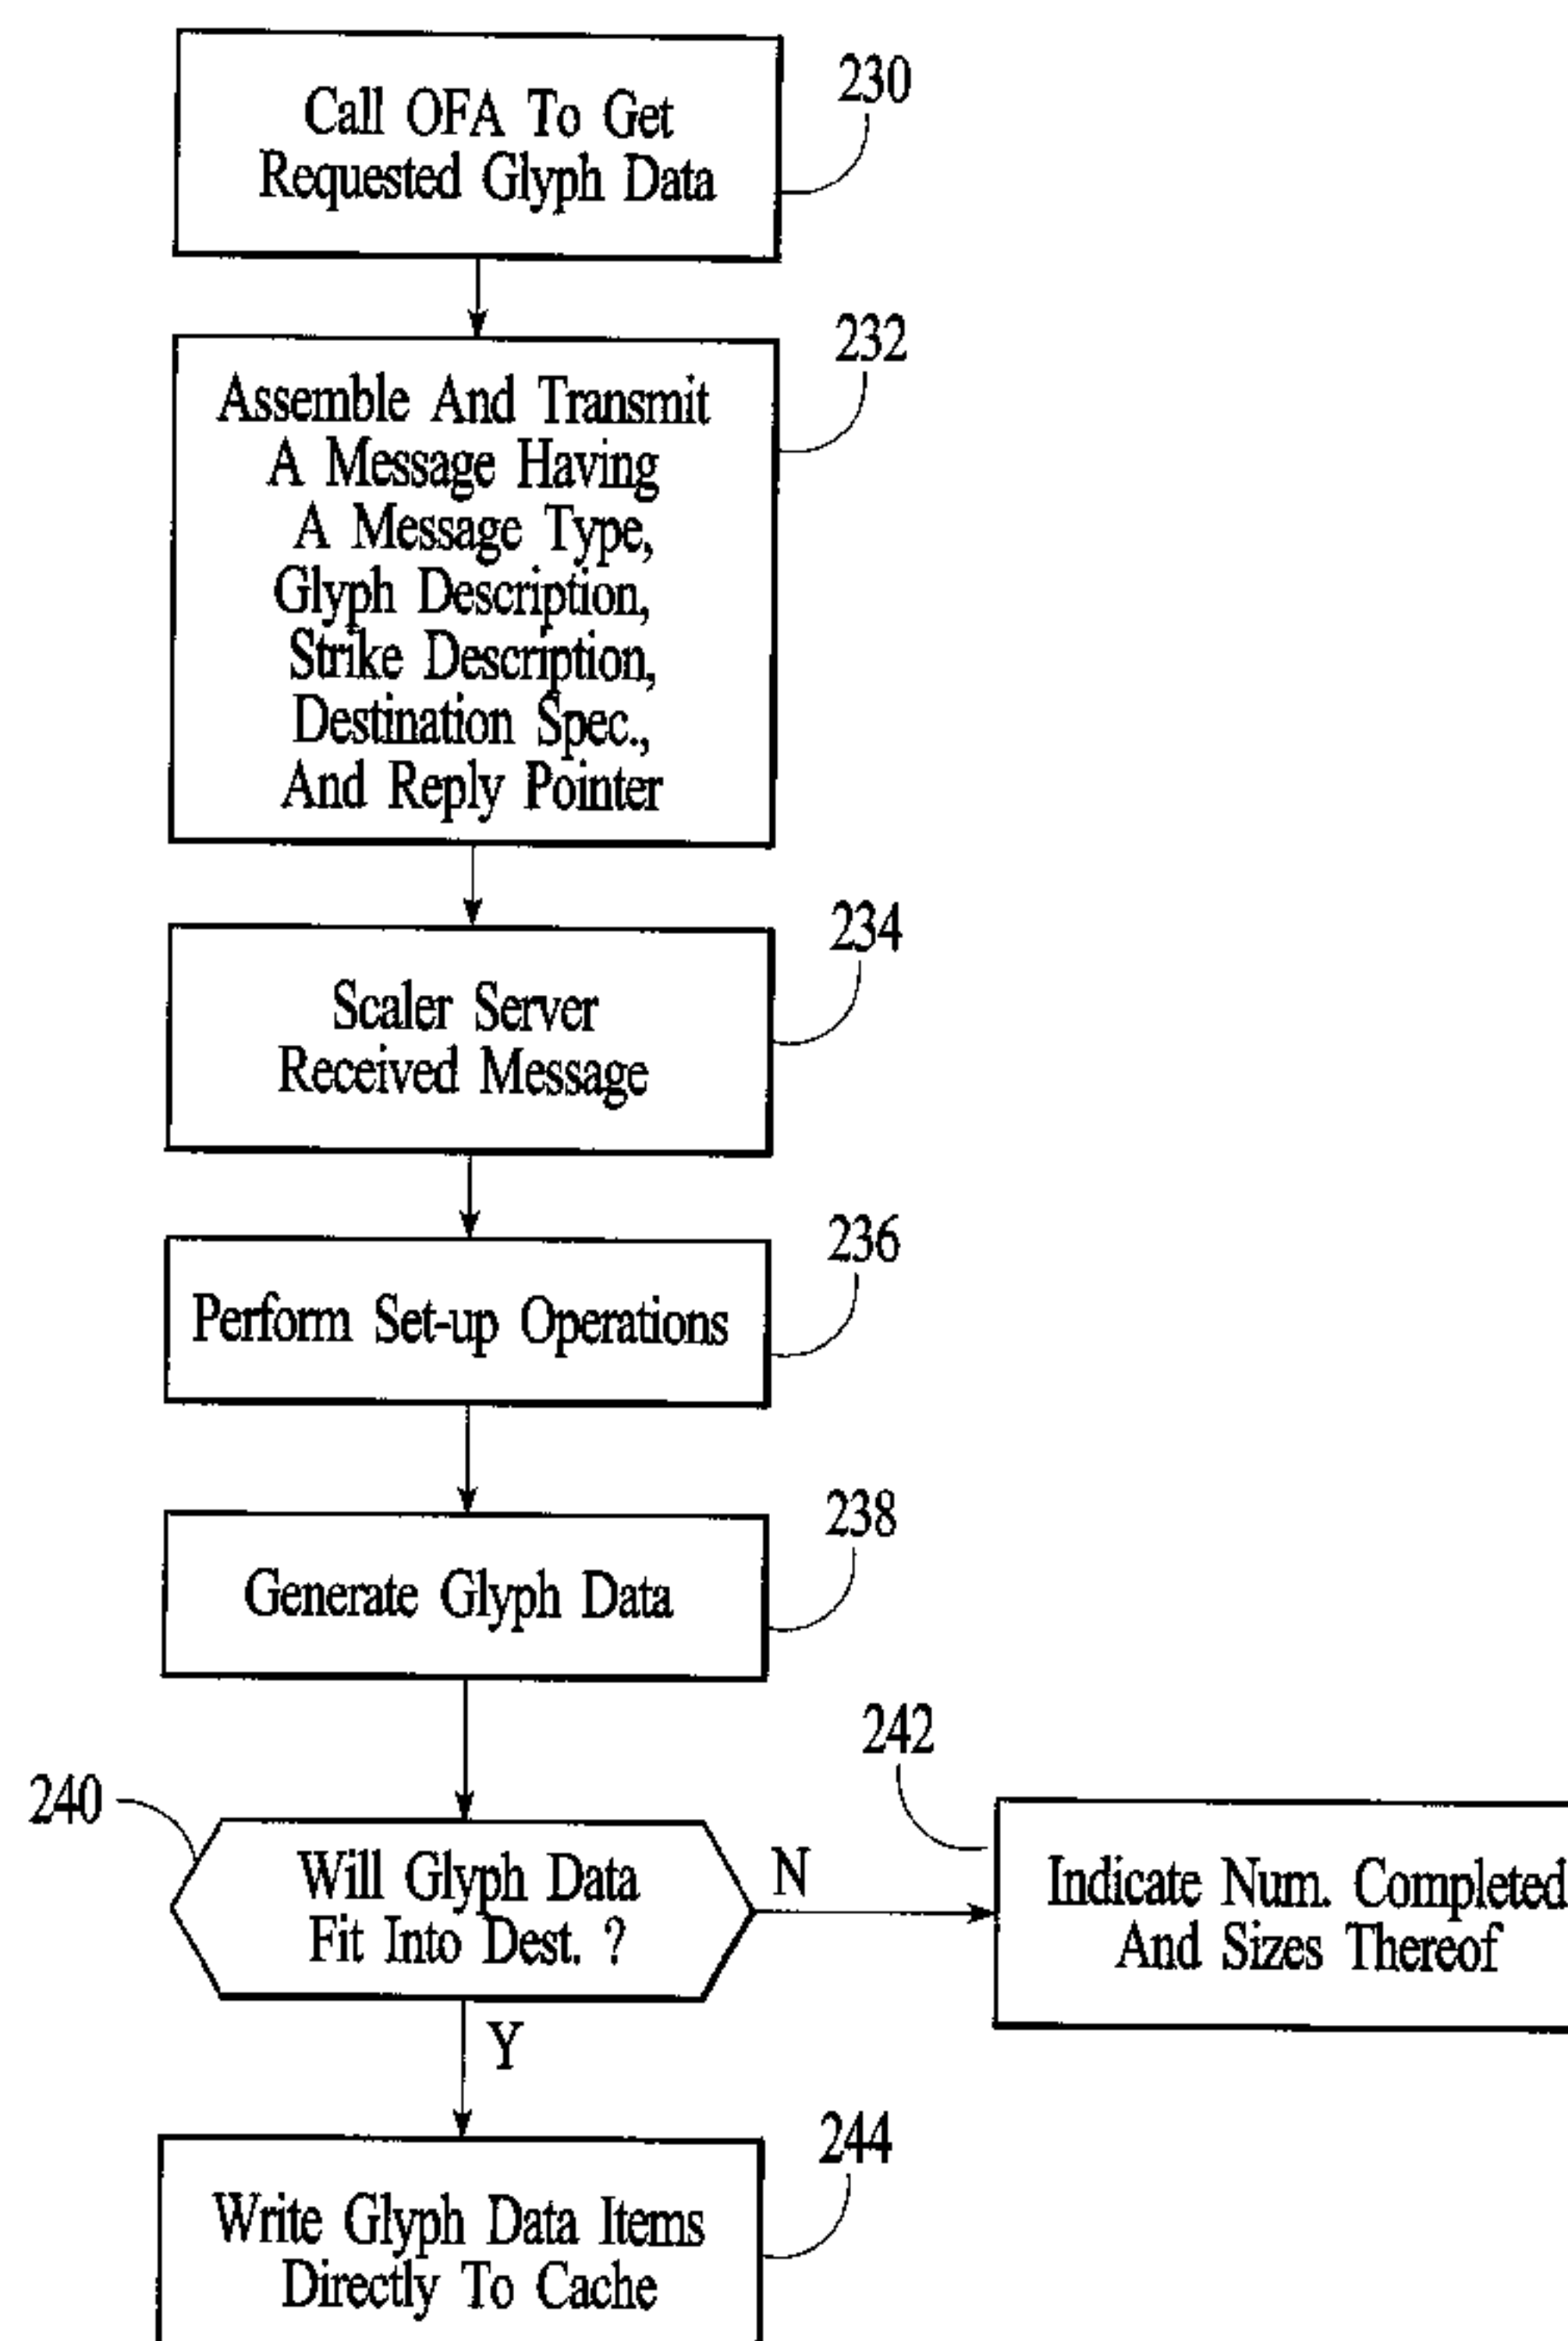 230
Call OFA To Get
Requested Glyph Data
232
Assemble And Transmit
A Message Having
A Message Type,
Glyph Description,
Strike Description,
Destination Spec.,
And Reply Pointer
234
Scaler Server
Received Message
236
Perform Set-up Operations
238
Generate Glyph Data
240
Will Glyph Data
Fit Into Dest. ?
N
242
Indicate Num. Completed
And Sizes Thereof
Y
244
Write Glyph Data Items
Directly To Cache